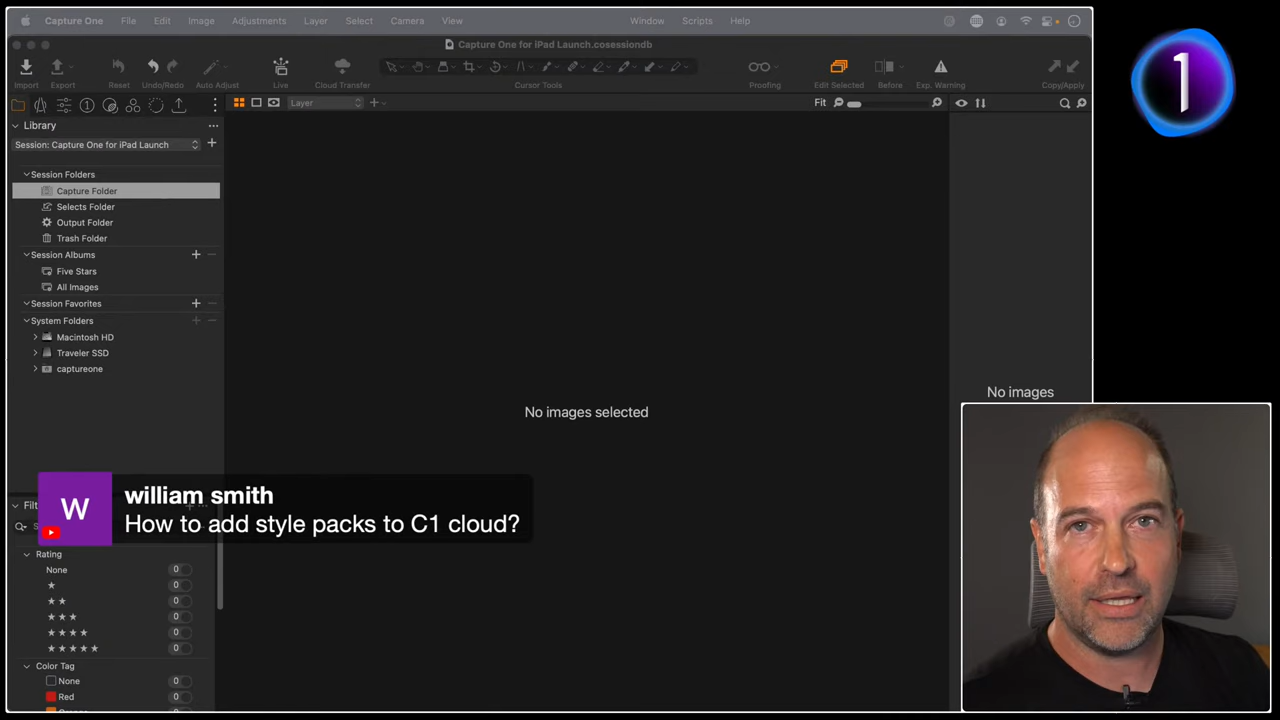 Capture One File Edit Image Adjustments Layer Select Camera View Window Scripts Help
Capture One for iPad Launch.cosessiondb
Import Export Reset Undo/Redo Auto Adjust Live Cloud Transfer Cursor Tools Proofing Edit Selected Before Exp. Warning Copy/Apply
1
Layer
Fit
Library
Session: Capture One for iPad Launch
Session Folders
Capture Folder
Selects Folder
Output Folder
Trash Folder
Session Albums
Five Stars
All Images
Session Favorites
System Folders
Macintosh HD
Traveler SSD
captureone
No images selected
No images
W
william smith
How to add style packs to C1 cloud?
Rating
None 0
★ 0
★ ★ 0
★ ★ ★ 0
★ ★ ★ ★ 0
★ ★ ★ ★ ★ 0
Color Tag
None 0
Red 0